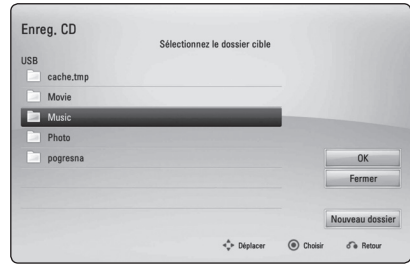 Enreg. CD
Sélectionnez le dossier cible
USB
cache.tmp
Movie
Music
Photo
pogresna
OK
Fermer
Nouveau dossier
Déplacer Choisir Retour